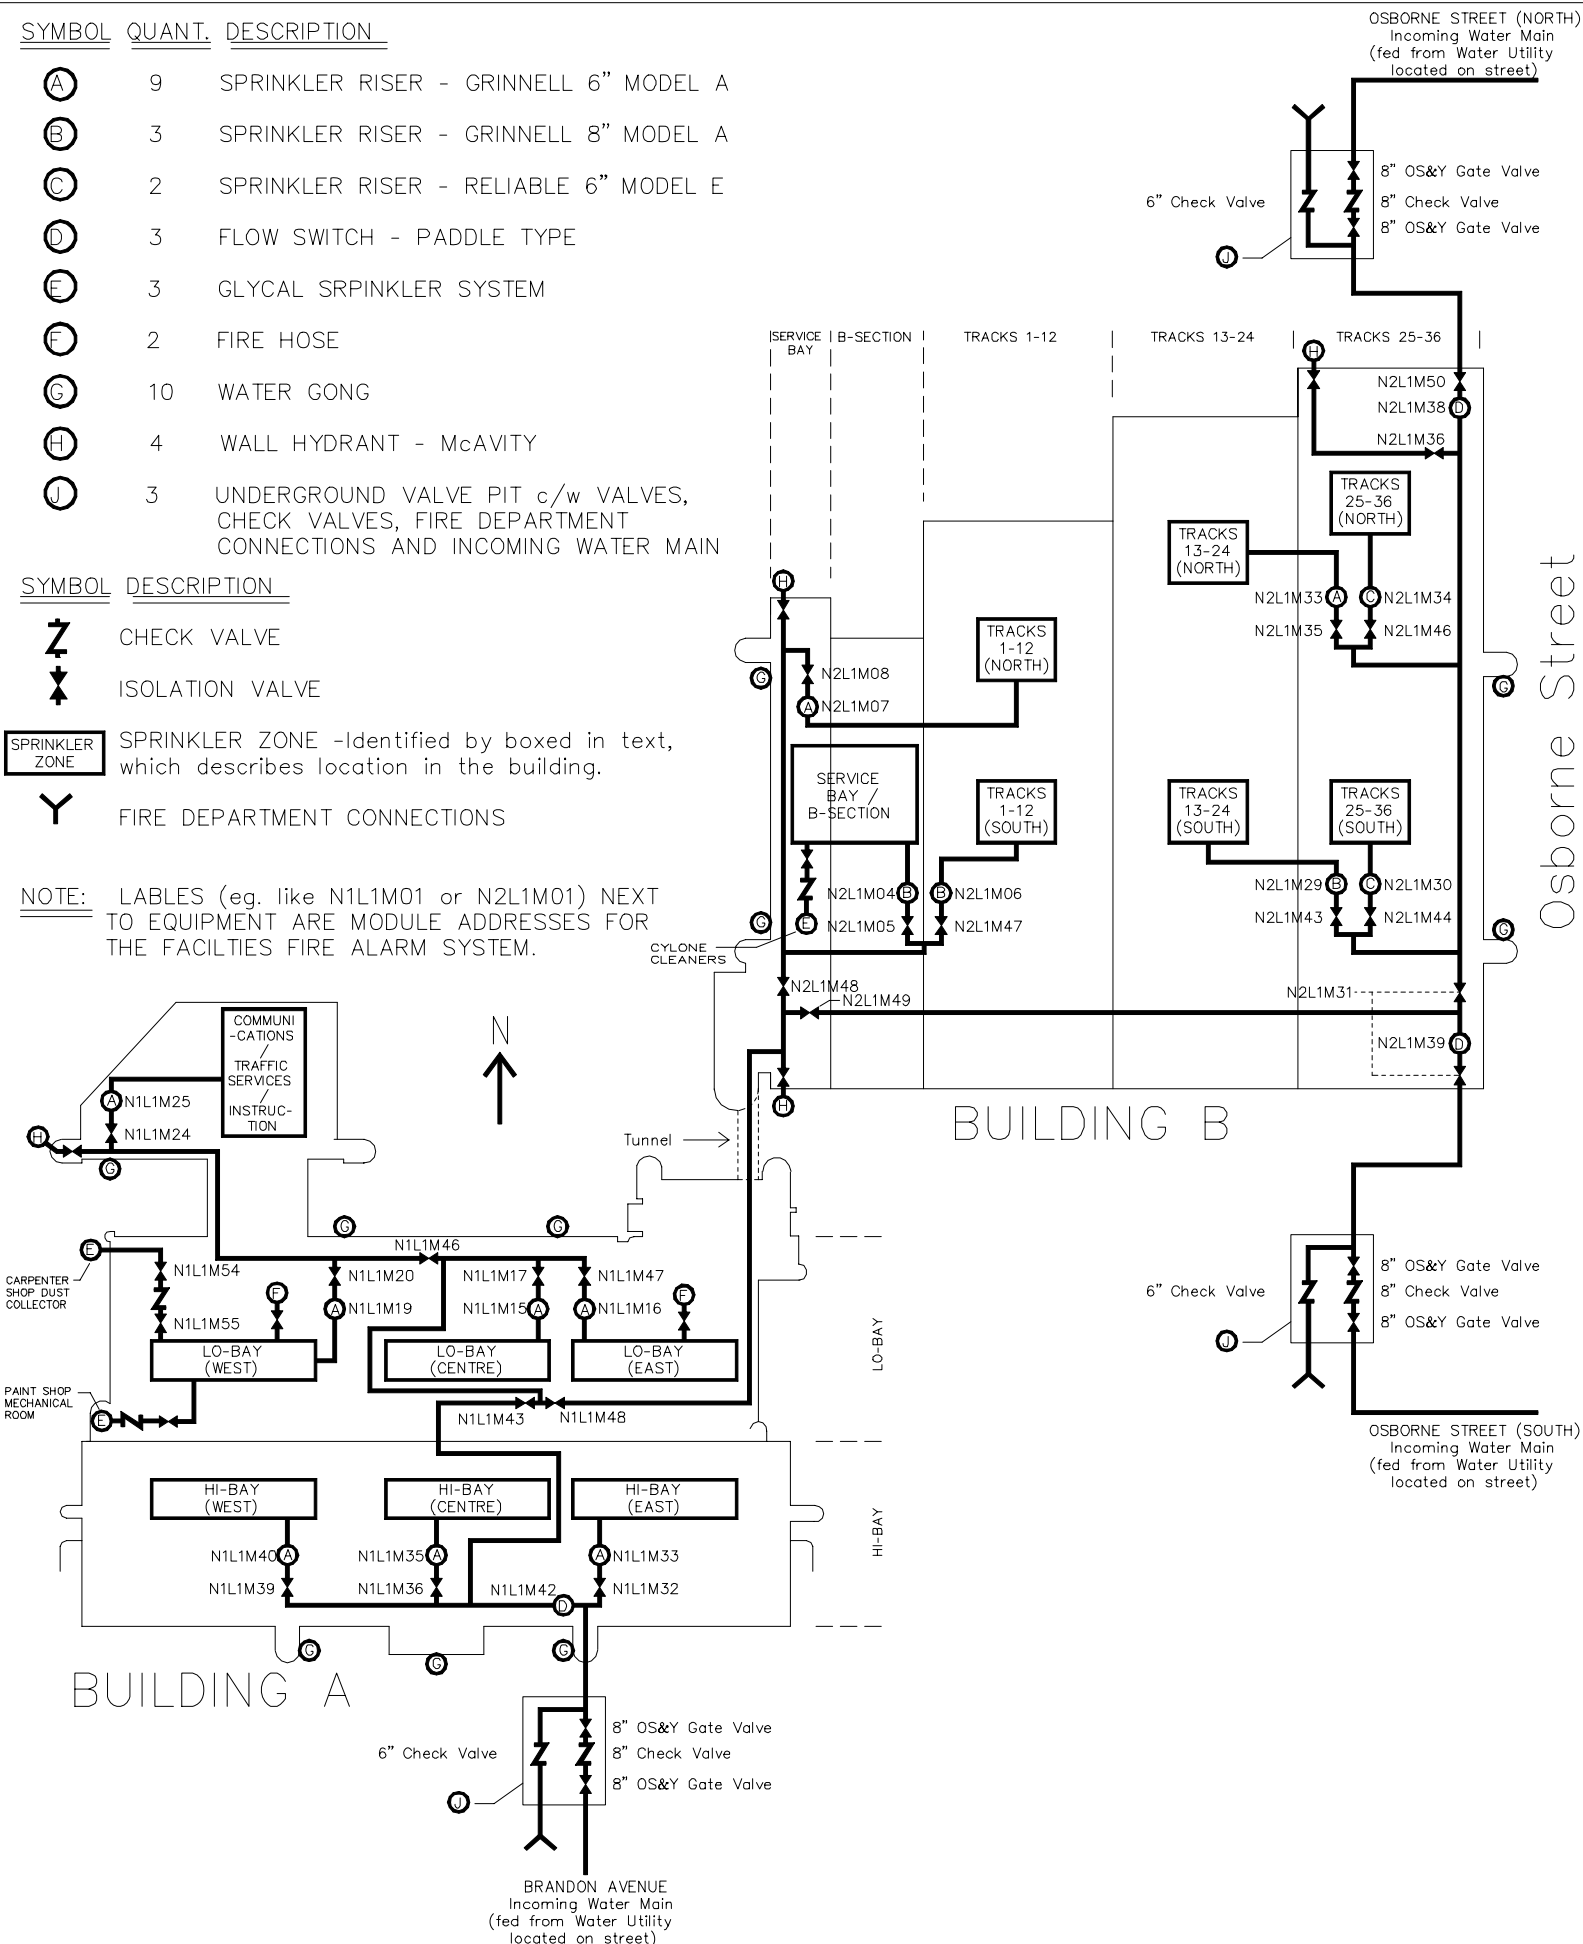 SYMBOL QUANT. DESCRIPTION
A 9 SPRINKLER RISER - GRINNELL 6” MODEL A
B 3 SPRINKLER RISER - GRINNELL 8” MODEL A
C 2 SPRINKLER RISER - RELIABLE 6” MODEL E
D 3 FLOW SWITCH - PADDLE TYPE
E 3 GLYCAL SRPINKLER SYSTEM
F 2 FIRE HOSE
G 10 WATER GONG
H 4 WALL HYDRANT - McAVITY
J 3 UNDERGROUND VALVE PIT c/w VALVES,
CHECK VALVES, FIRE DEPARTMENT
CONNECTIONS AND INCOMING WATER MAIN
SYMBOL DESCRIPTION
CHECK VALVE
ISOLATION VALVE
SPRINKLER
ZONE
SPRINKLER ZONE -Identified by boxed in text,
which describes location in the building.
FIRE DEPARTMENT CONNECTIONS
NOTE: LABLES (eg. like N1L1M01 or N2L1M01) NEXT
TO EQUIPMENT ARE MODULE ADDRESSES FOR
THE FACILTIES FIRE ALARM SYSTEM.
OSBORNE STREET (NORTH)
Incoming Water Main
(fed from Water Utility
located on street)
8” OS&Y Gate Valve
6” Check Valve
8” Check Valve
8” OS&Y Gate Valve
J
SERVICE
BAY
B-SECTION
TRACKS 1-12
TRACKS 13-24
TRACKS 25-36
H
N2L1M50
N2L1M38 D
N2L1M36
TRACKS
25-36
(NORTH)
TRACKS
13-24
(NORTH)
N2L1M33 A
C N2L1M34
N2L1M35
N2L1M46
H
TRACKS
1-12
(NORTH)
G
N2L1M08
A N2L1M07
G
Osborne Street
SERVICE
BAY /
B-SECTION
TRACKS
1-12
(SOUTH)
TRACKS
13-24
(SOUTH)
TRACKS
25-36
(SOUTH)
N2L1M04 B
B N2L1M06
N2L1M29 B
C N2L1M30
G
E
N2L1M05
N2L1M47
N2L1M43
N2L1M44
G
CYLONE
CLEANERS
N2L1M48
N2L1M49
N2L1M31
N2L1M39 D
H
BUILDING B
Tunnel
N
COMMUNI
-CATIONS
/
TRAFFIC
SERVICES
/
INSTRUC-
TION
A N1L1M25
N1L1M24
H
G
G
G
N1L1M46
E
CARPENTER
SHOP DUST
COLLECTOR
N1L1M54
N1L1M20
N1L1M17
N1L1M47
F
A N1L1M19
N1L1M15 A
A N1L1M16
F
N1L1M55
LO-BAY
(WEST)
LO-BAY
(CENTRE)
LO-BAY
(EAST)
LO-BAY
PAINT SHOP
MECHANICAL
ROOM
E
N1L1M43
N1L1M48
HI-BAY
(WEST)
HI-BAY
(CENTRE)
HI-BAY
(EAST)
HI-BAY
N1L1M40 A
N1L1M35 A
A N1L1M33
N1L1M39
N1L1M36
N1L1M42
D
N1L1M32
G
G
G
BUILDING A
8” OS&Y Gate Valve
6” Check Valve
8” Check Valve
8” OS&Y Gate Valve
J
BRANDON AVENUE
Incoming Water Main
(fed from Water Utility
located on street)
8” OS&Y Gate Valve
6” Check Valve
8” Check Valve
8” OS&Y Gate Valve
J
OSBORNE STREET (SOUTH)
Incoming Water Main
(fed from Water Utility
located on street)